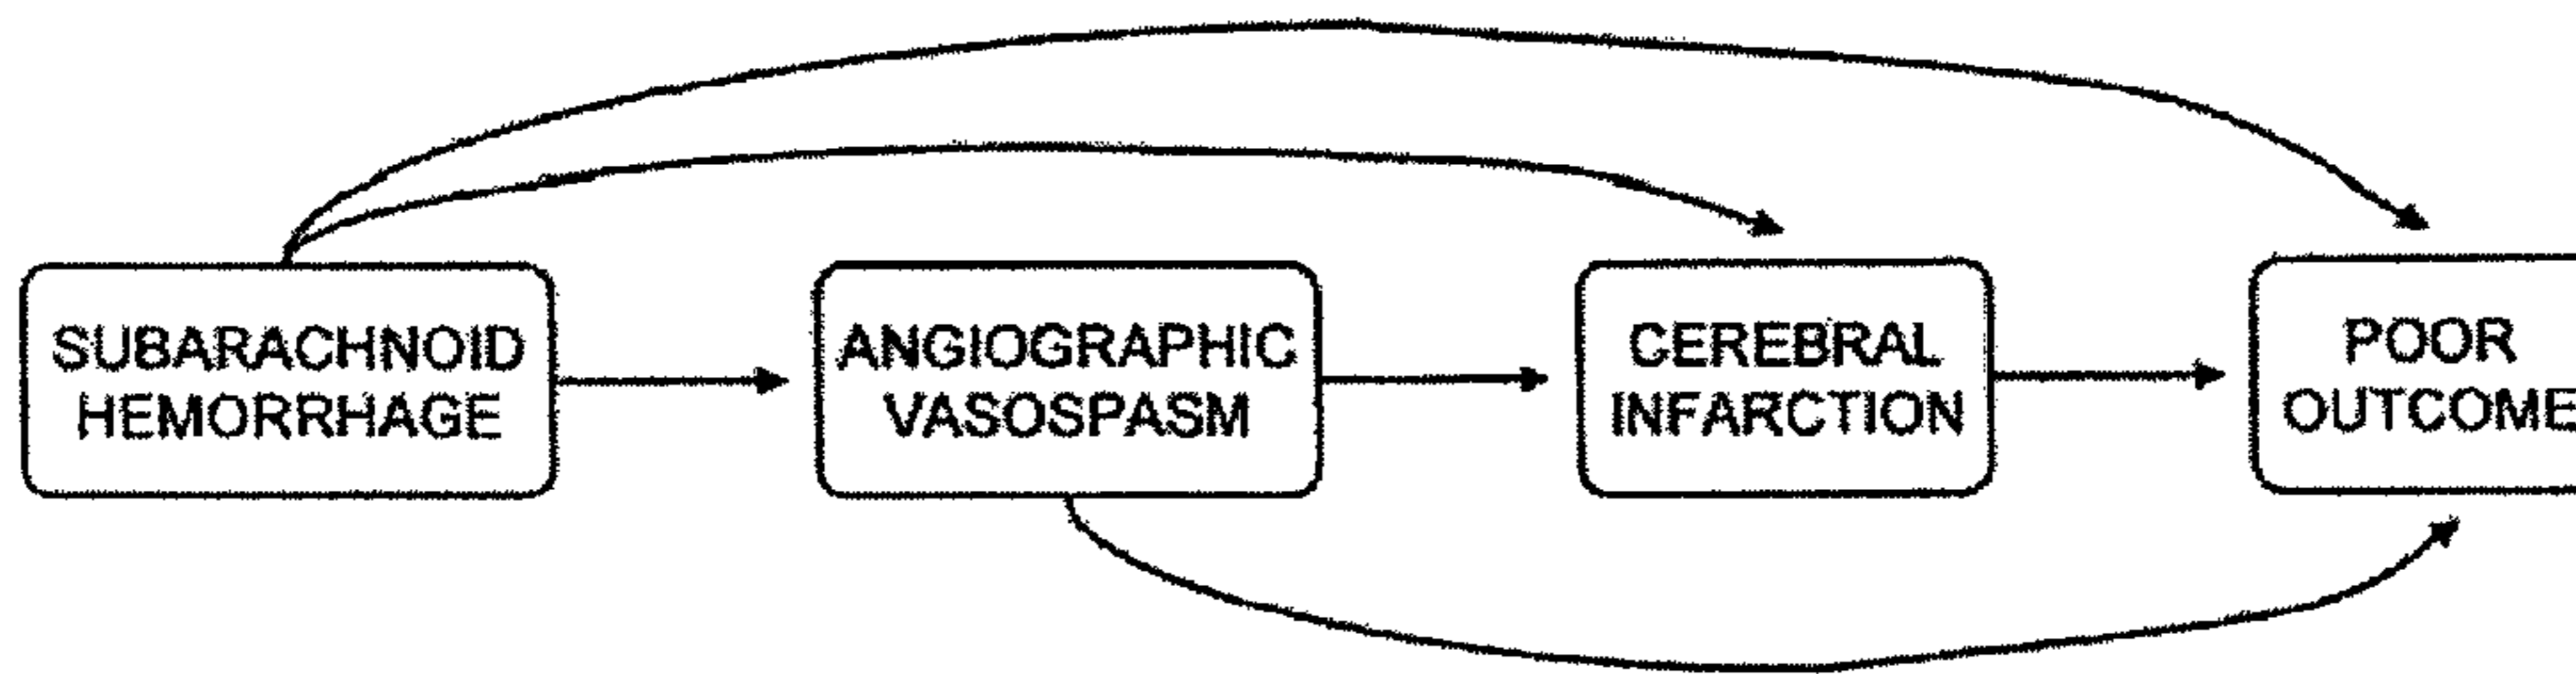 SUBARACHNOID
HEMORRHAGE
ANGIOGRAPHIC
VASOSPASM
CEREBRAL
INFARCTION
POOR
OUTCOME